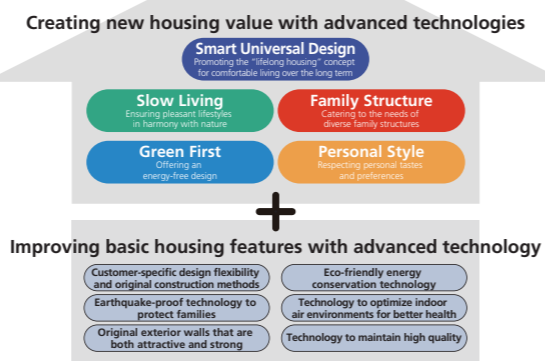 Creating new housing value with advanced technologies
Smart Universal Design
Promoting the “lifelong housing” concept
for comfortable living over the long term
Slow Living
Ensuring pleasant lifestyles
in harmony with nature
Family Structure
Catering to the needs of
diverse family structures
Green First
Offering an
energy-free design
Personal Style
Respecting personal tastes
and preferences
Improving basic housing features with advanced technology
Customer-specific design flexibility
and original construction methods
Eco-friendly energy
conservation technology
Earthquake-proof technology to
protect families
Technology to optimize indoor
air environments for better health
Original exterior walls that are
both attractive and strong
Technology to maintain high quality